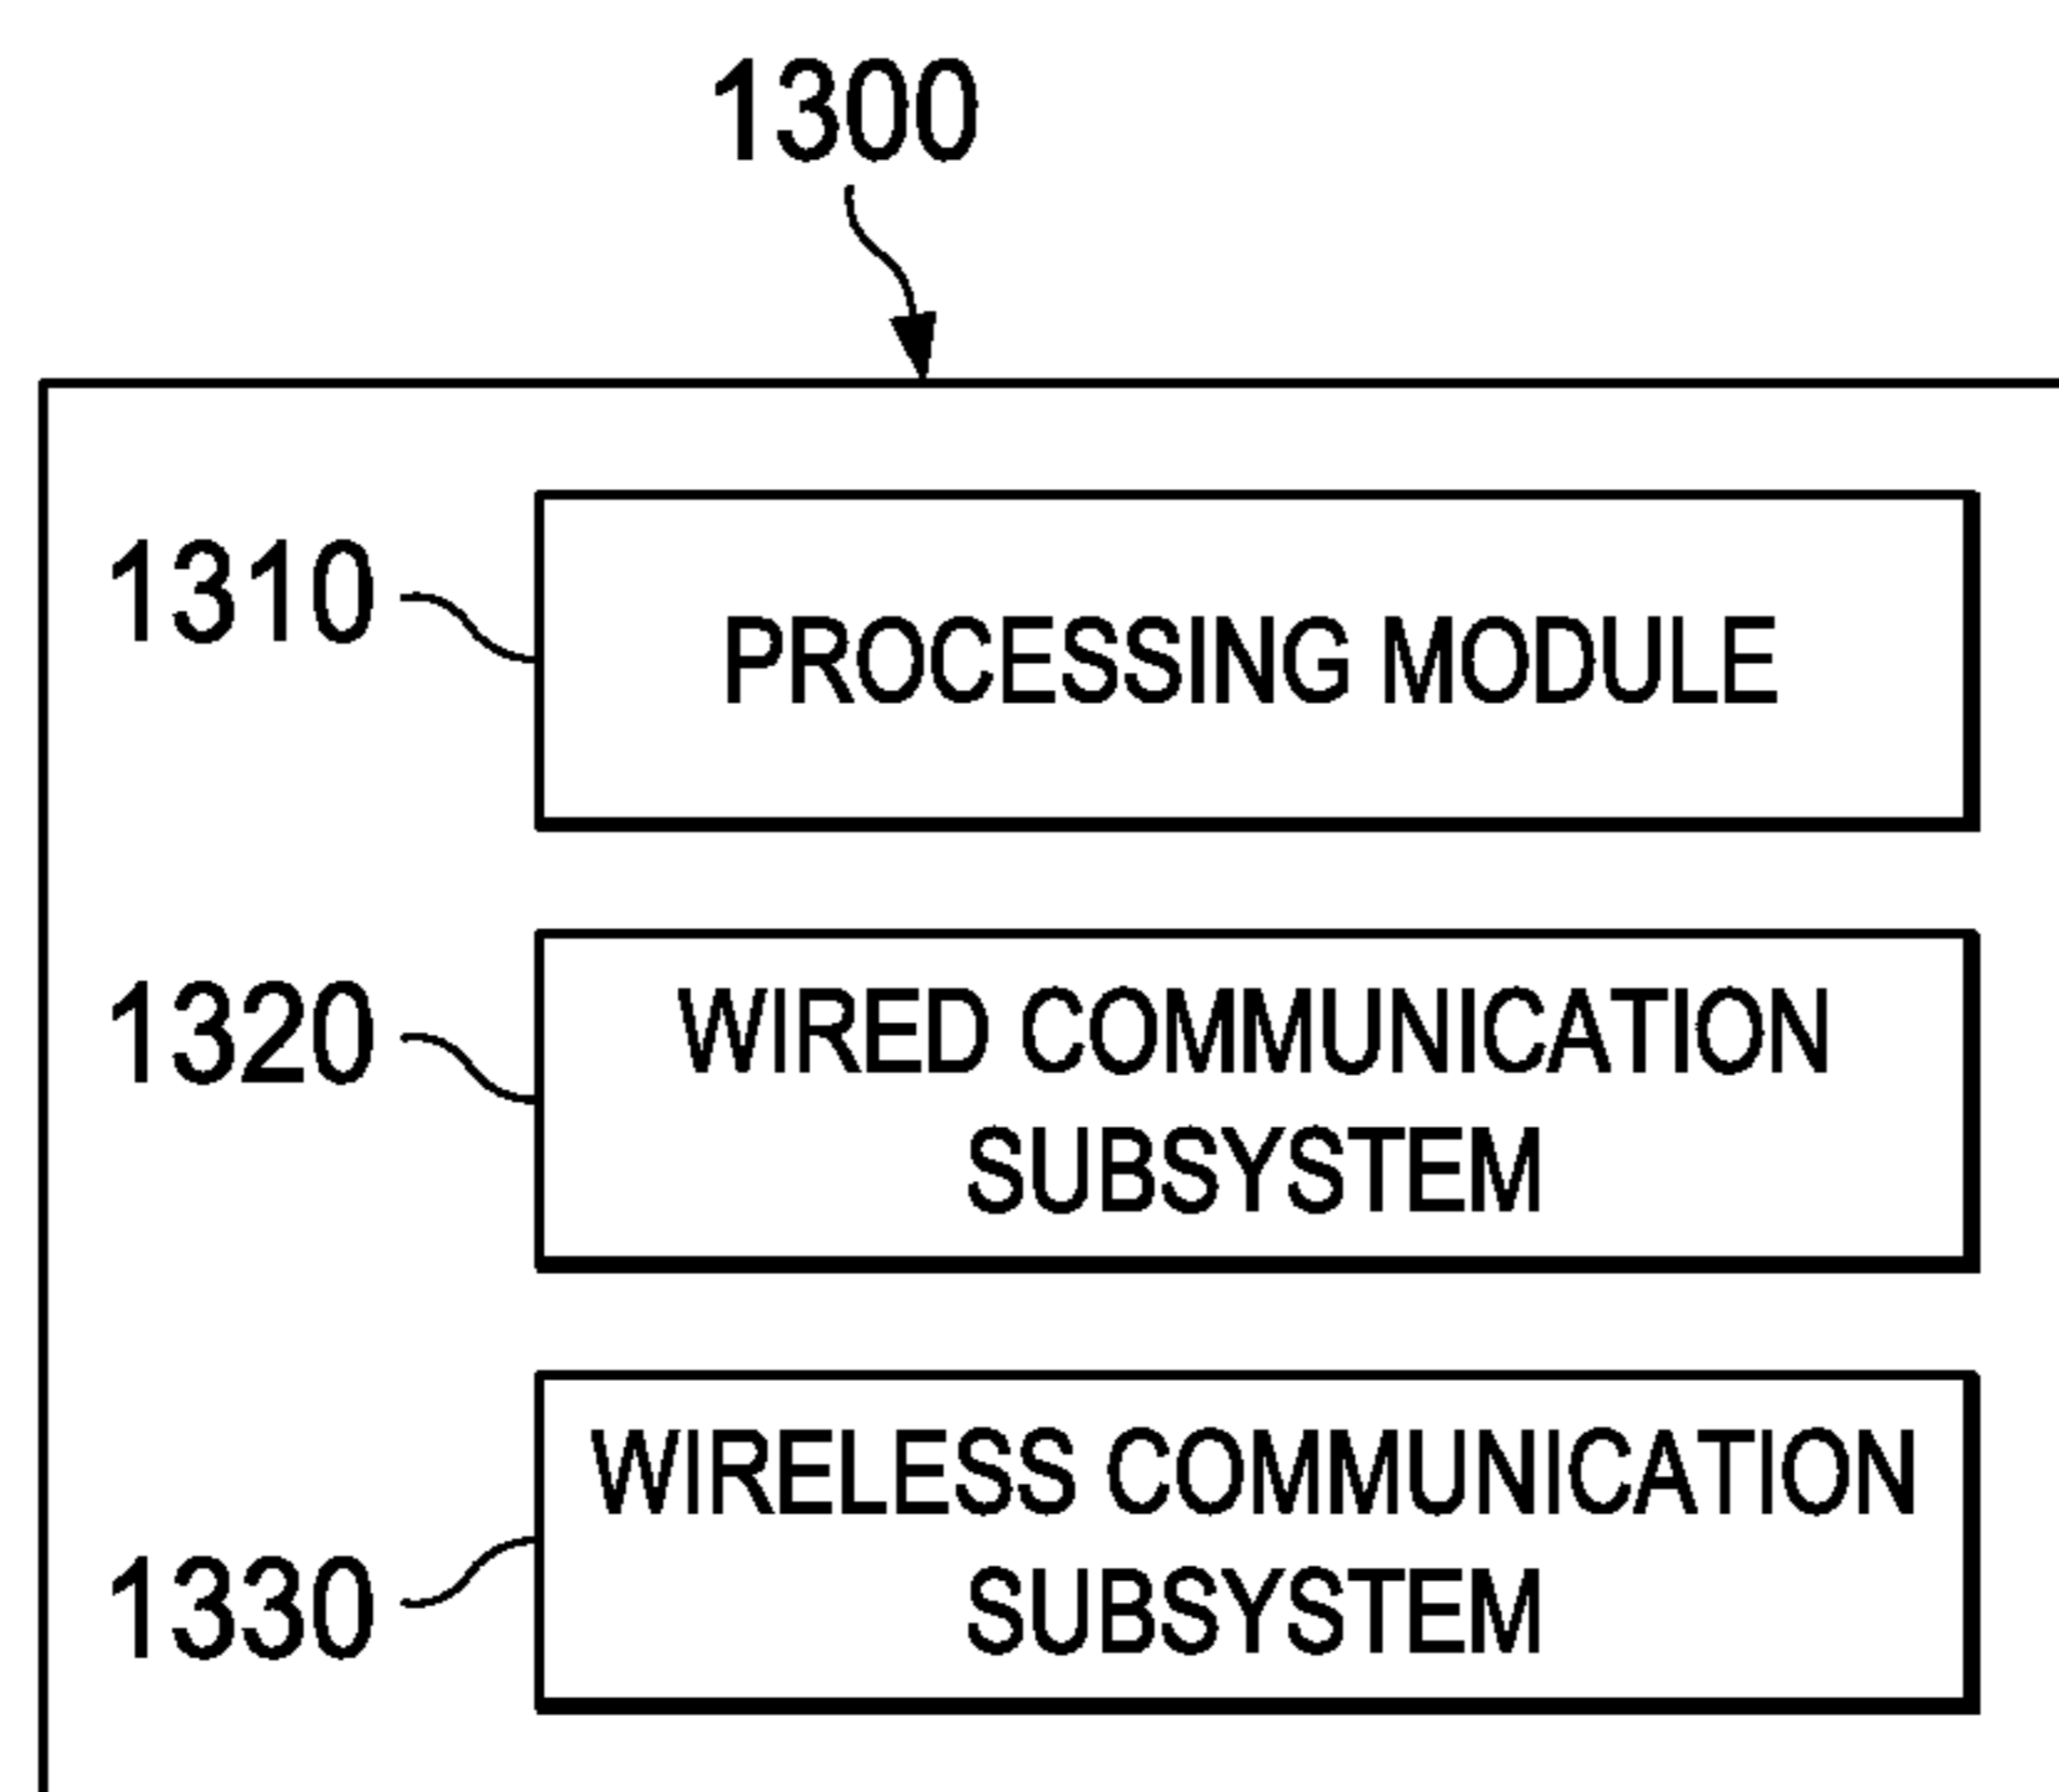 1300
1310
PROCESSING MODULE
1320
WIRED COMMUNICATION
SUBSYSTEM
WIRELESS COMMUNICATION
SUBSYSTEM
1330